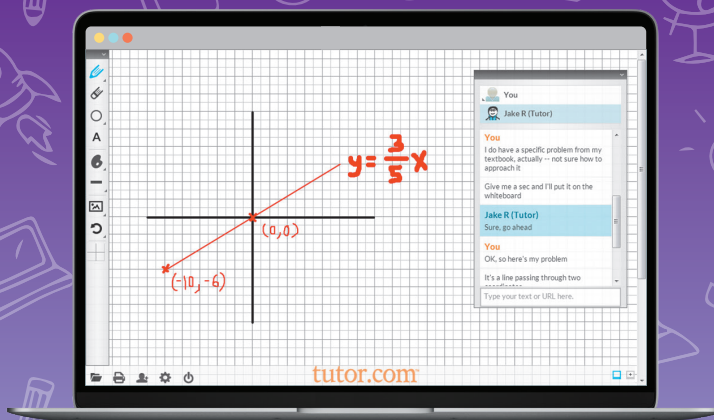 You
Jake R (Tutor)
You
I do have a specific problem from my
textbook, actually -- not sure how to
approach it
Give me a sec and I'll put it on the
whiteboard
Jake R (Tutor)
Sure, go ahead
You
OK, so here's my problem
It's a line passing through two
Type your text or URL here.
A
y= 3/5 x
(0,0)
(-10,-6)
tutor.com